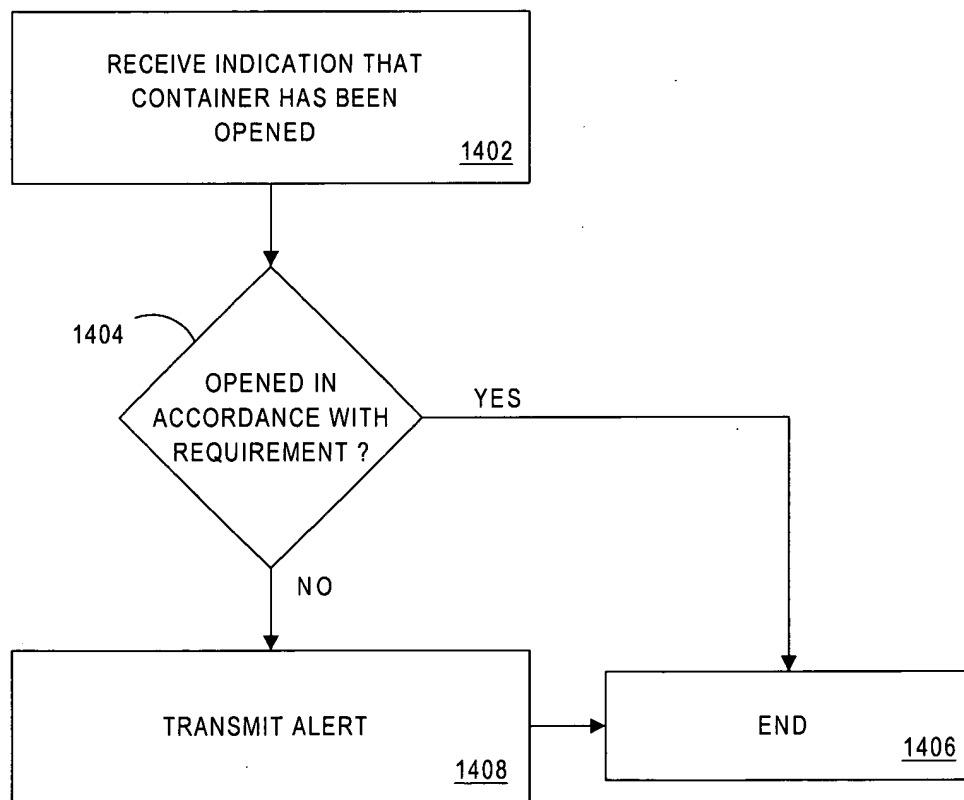 RECEIVE INDICATION THAT
CONTAINER HAS BEEN
OPENED
1402
1404
OPENED IN
ACCORDANCE WITH
REQUIREMENT ?
YES
NO
TRANSMIT ALERT
1408
END
1406